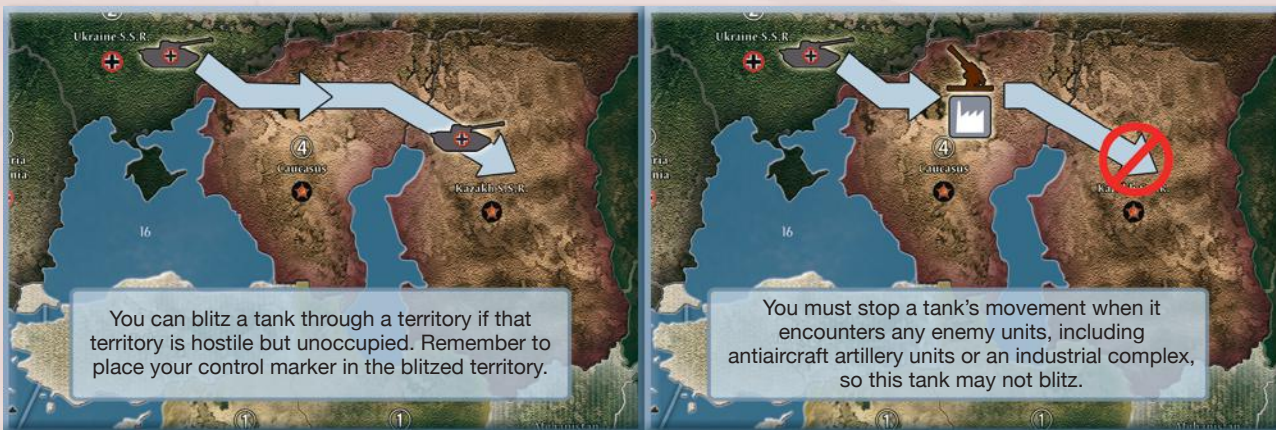 Ukraine S.S.R.
4
Caucasus
Kazakh S.S.R.
16
You can blitz a tank through a territory if that
territory is hostile but unoccupied. Remember to
place your control marker in the blitzed territory.
1
1
Ukraine S.S.R.
4
Caucasus
16
You must stop a tank’s movement when it
encounters any enemy units, including
antiaircraft artillery units or an industrial complex,
so this tank may not blitz.
1
1